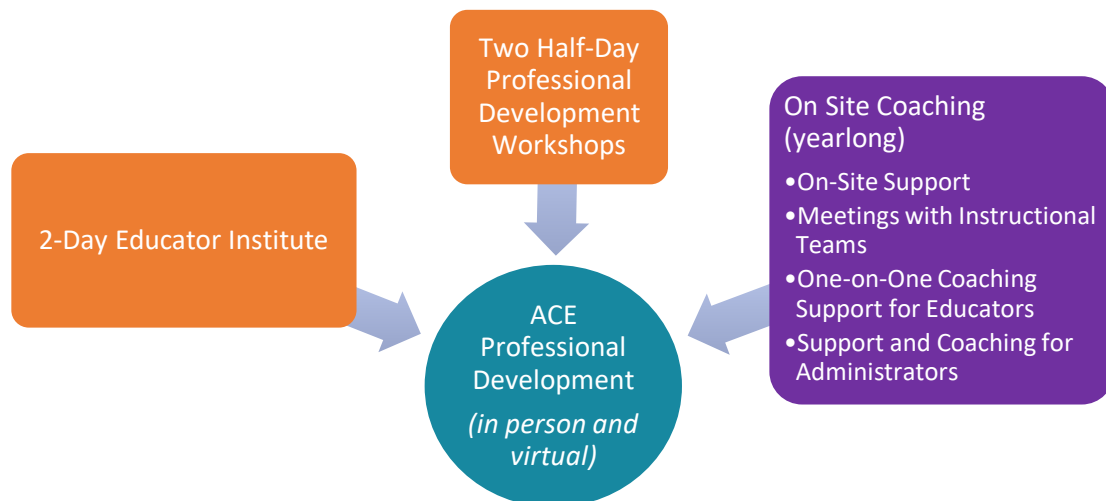 Two Half-Day
Professional
Development
Workshops
2-Day Educator Institute
On Site Coaching
(yearlong)
•On-Site Support
•Meetings with Instructional
Teams
•One-on-One Coaching
Support for Educators
•Support and Coaching for
Administrators
ACE
Professional
Development
(in person and
virtual)